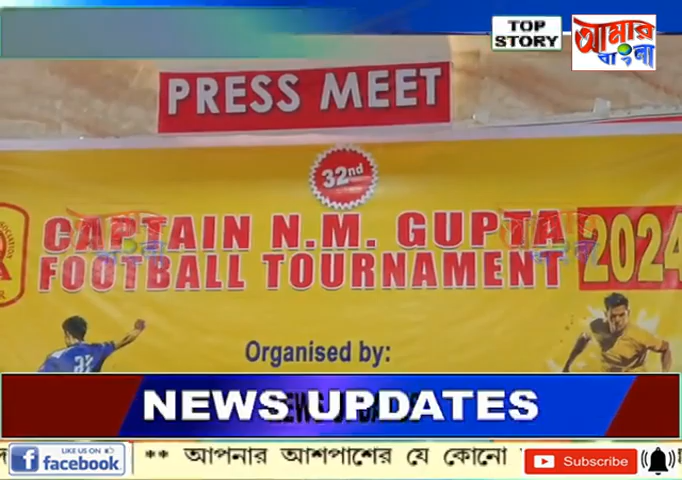 TOP
STORY
আমার
বাংলা
PRESS MEET
32nd
CAPTAIN N.M. GUPTA 2024
FOOTBALL TOURNAMENT
Organised by:
NEWS UPDATES
LIKE US ON
facebook
** আপনার আশপাশের যে কোনো
Subscribe